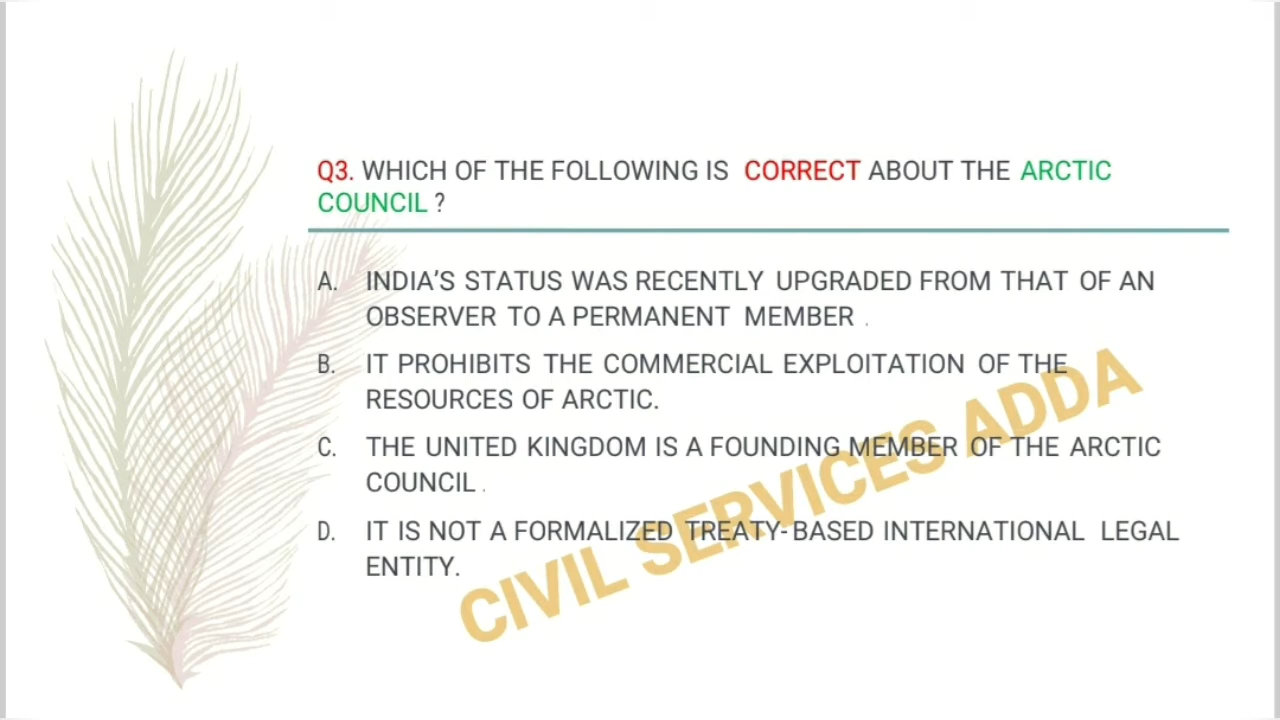 Q3. WHICH OF THE FOLLOWING IS CORRECT ABOUT THE ARCTIC
COUNCIL ?
A. INDIA’S STATUS WAS RECENTLY UPGRADED FROM THAT OF AN
OBSERVER TO A PERMANENT MEMBER .
B. IT PROHIBITS THE COMMERCIAL EXPLOITATION OF THE
RESOURCES OF ARCTIC.
C. THE UNITED KINGDOM IS A FOUNDING MEMBER OF THE ARCTIC
COUNCIL .
D. IT IS NOT A FORMALIZED TREATY-BASED INTERNATIONAL LEGAL
ENTITY.
CIVIL SERVICES ADDA